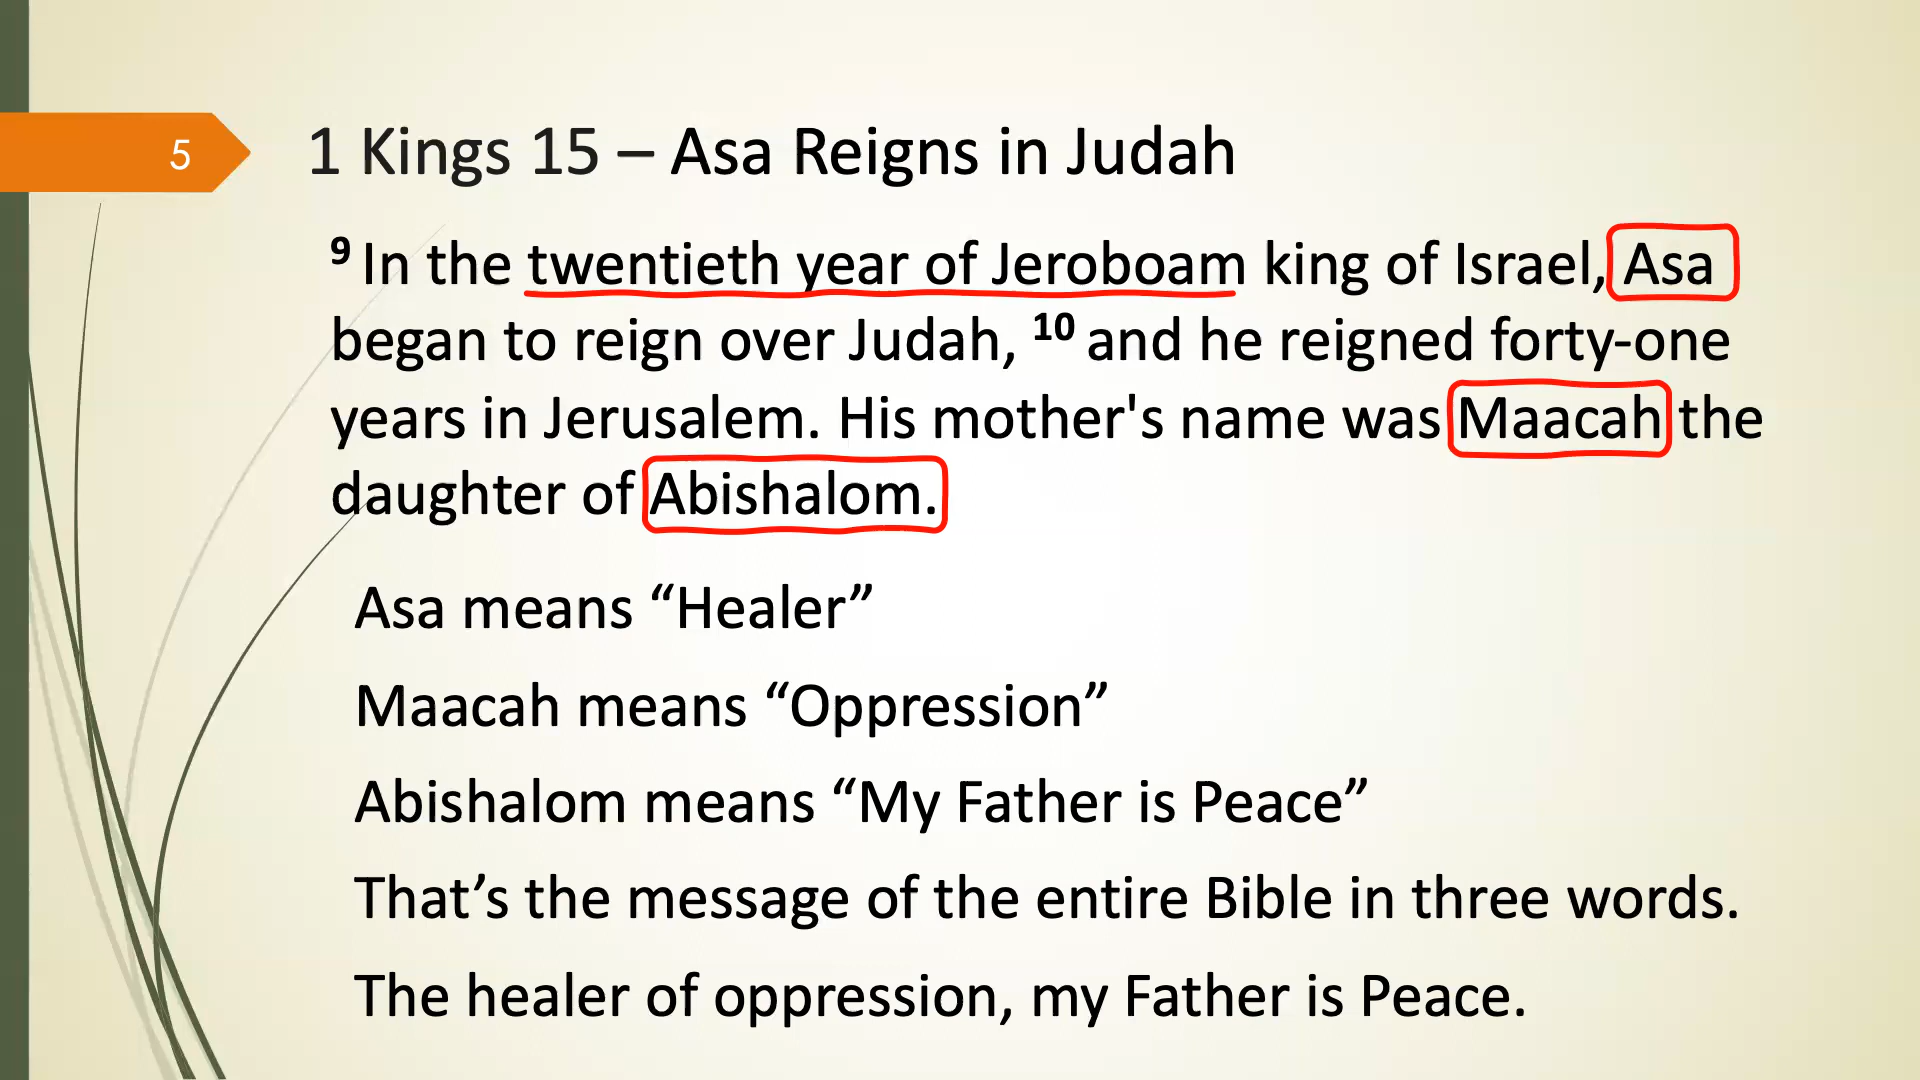 5
1 Kings 15 – Asa Reigns in Judah
9 In the twentieth year of Jeroboam king of Israel, Asa
began to reign over Judah, 10 and he reigned forty-one
years in Jerusalem. His mother's name was Maacah the
daughter of Abishalom.
Asa means “Healer”
Maacah means “Oppression”
Abishalom means “My Father is Peace”
That’s the message of the entire Bible in three words.
The healer of oppression, my Father is Peace.